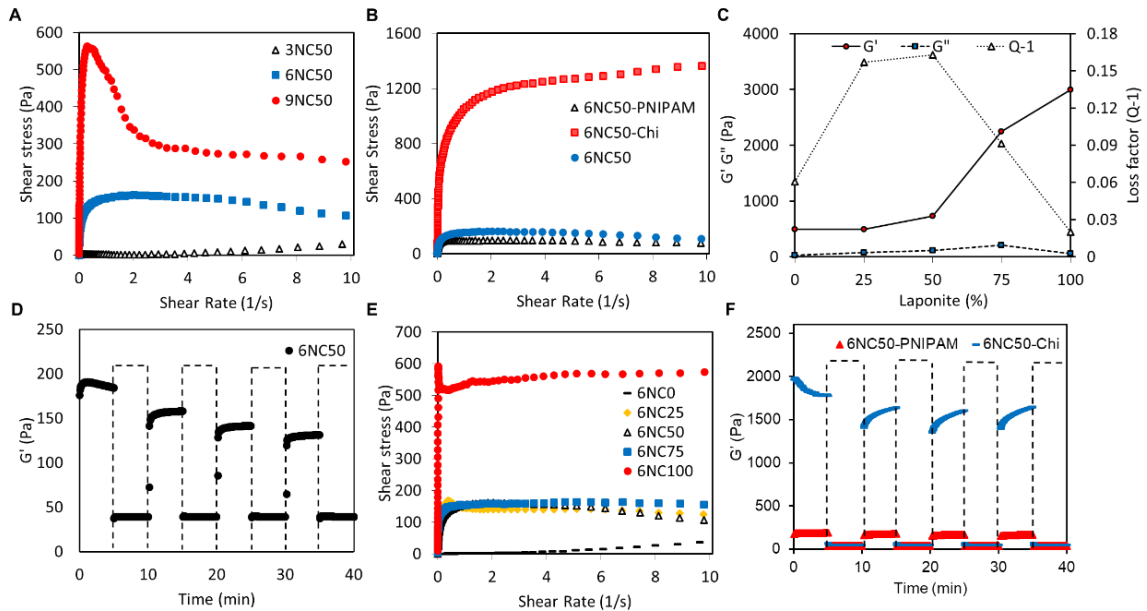 A
600
500
400
300
200
100
0
Shear stress (Pa)
3NC50
6NC50
9NC50
0 2 4 6 8 10
Shear Rate (1/s)
B
1600
1200
800
400
0
Shear Stress (Pa)
6NC50-PNIPAM
6NC50-Chi
6NC50
0 2 4 6 8 10
Shear Rate (1/s)
C
G' G" Q-1
4000
3000
2000
1000
0
G' G" (Pa)
0.18
0.15
0.12
0.09
0.06
0.03
0
Loss factor (Q-1)
0 25 50 75 100
Laponite (%)
D
250
200
150
100
50
0
G' (Pa)
6NC50
0 10 20 30 40
Time (min)
E
700
600
500
400
300
200
100
0
Shear stress (Pa)
6NC0
6NC25
6NC50
6NC75
6NC100
0 2 4 6 8 10
Shear Rate (1/s)
F
2500
2000
1500
1000
500
0
G' (Pa)
6NC50-PNIPAM 6NC50-Chi
0 10 20 30 40
Time (min)